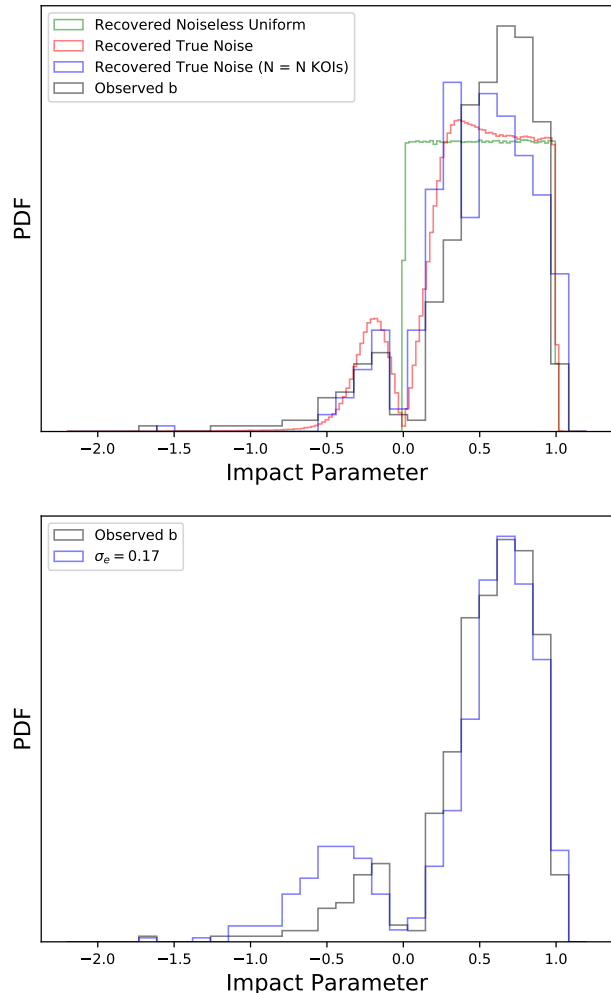 Recovered Noiseless Uniform
Recovered True Noise
Recovered True Noise (N = N KOIs)
Observed b
PDF
−2.0 −1.5 −1.0 −0.5 0.0 0.5 1.0
Impact Parameter
Observed b
σₑ = 0.17
PDF
−2.0 −1.5 −1.0 −0.5 0.0 0.5 1.0
Impact Parameter